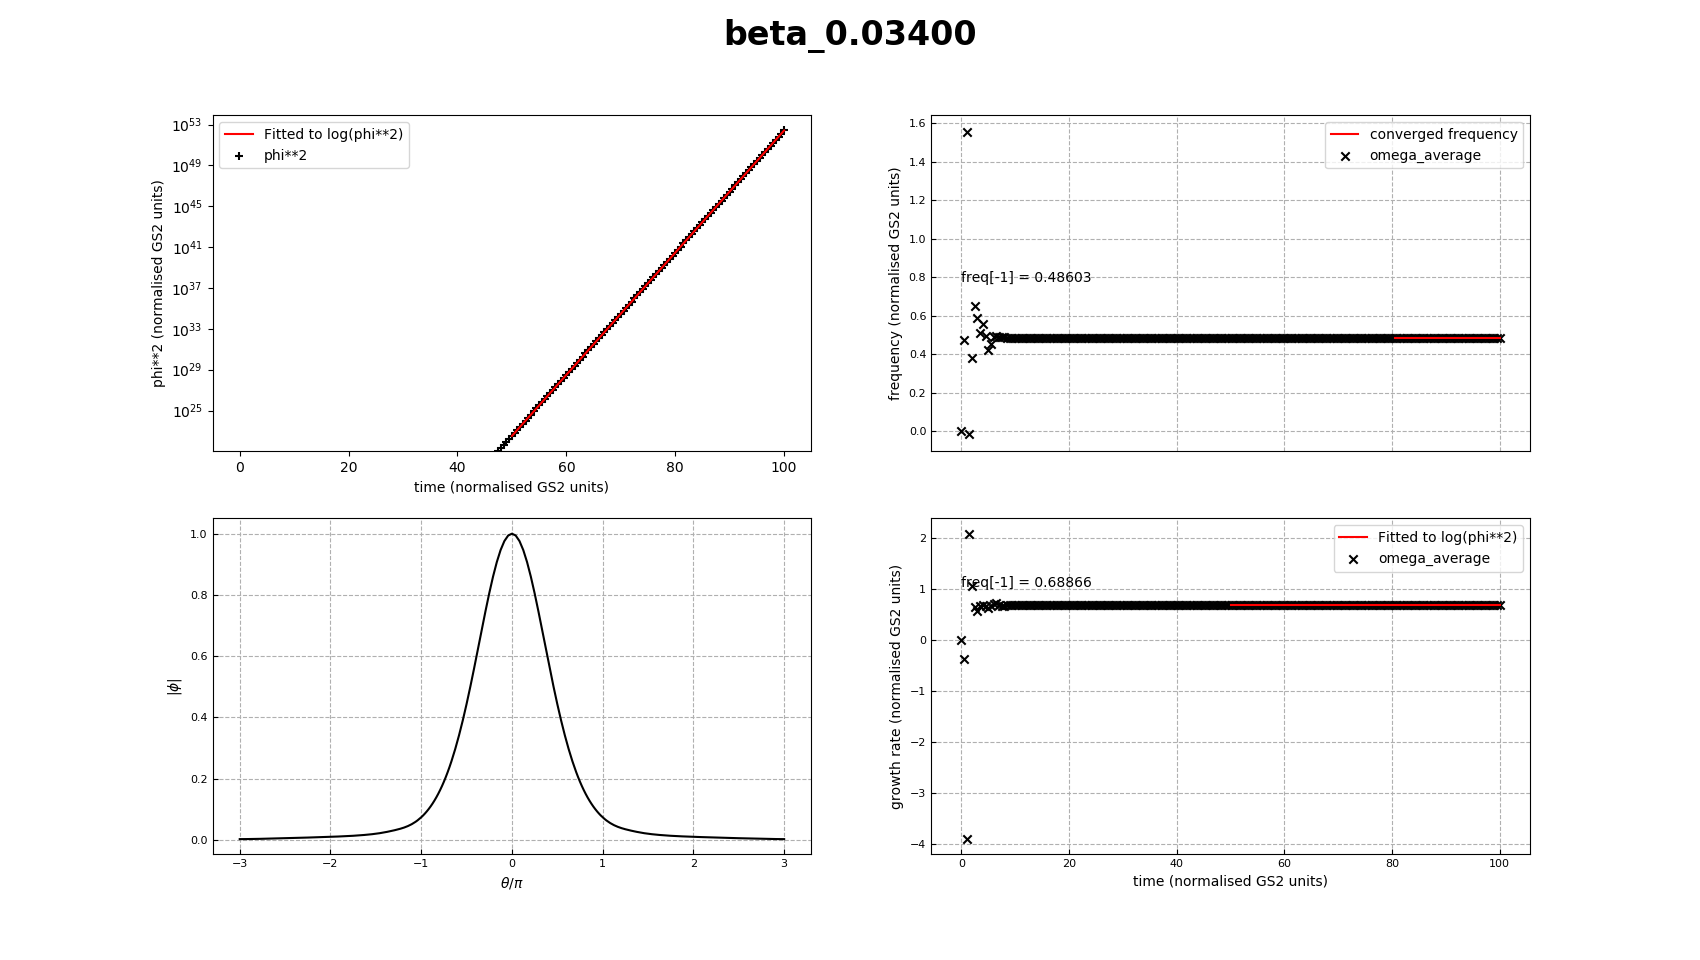 beta_0.03400
10^53
10^49
10^45
10^41
10^37
10^33
10^29
10^25
phi**2 (normalised GS2 units)
Fitted to log(phi**2)
phi**2
0 20 40 60 80 100
time (normalised GS2 units)
1.6
1.4
1.2
1.0
0.8
0.6
0.4
0.2
0.0
frequency (normalised GS2 units)
converged frequency
omega_average
freq[-1] = 0.48603
1.0
0.8
0.6
0.4
0.2
0.0
|ϕ|
−3 −2 −1 0 1 2 3
θ/π
2
1
0
−1
−2
−3
−4
growth rate (normalised GS2 units)
Fitted to log(phi**2)
omega_average
freq[-1] = 0.68866
0 20 40 60 80 100
time (normalised GS2 units)